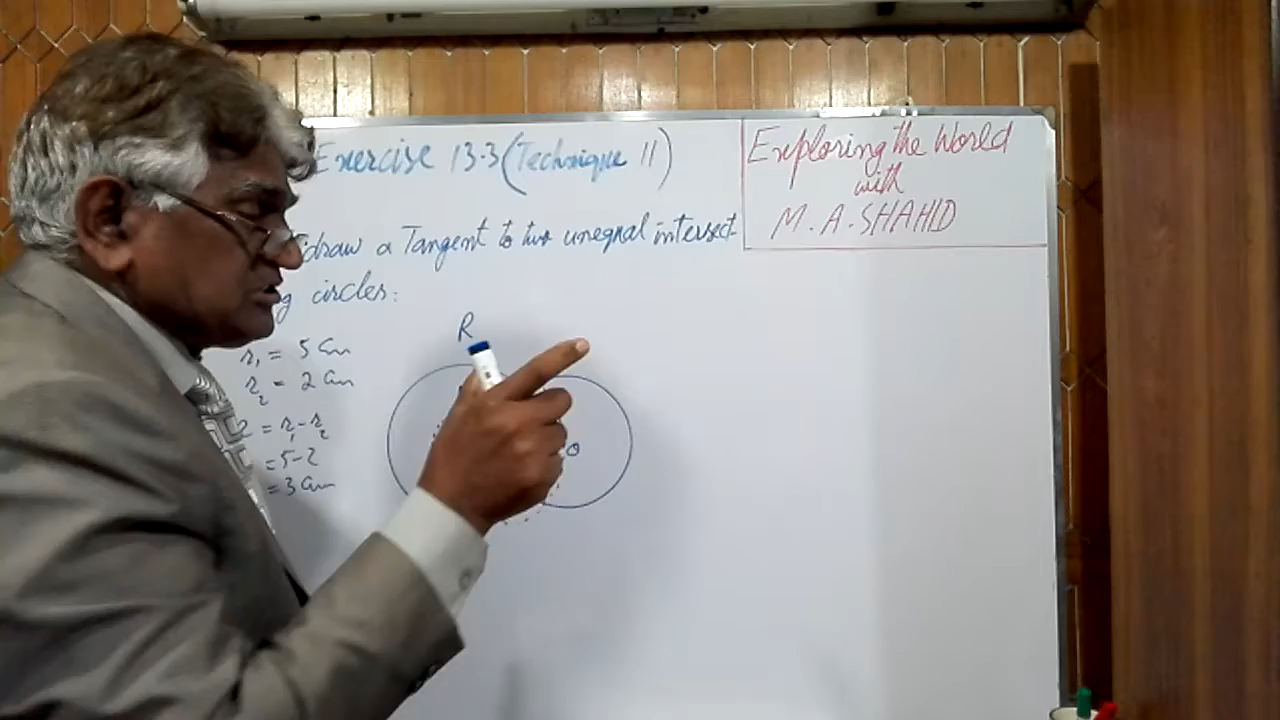 Exercise 13.3 (Technique 11)
Exploring the World
with
M. A. SHAHID
draw a Tangent to two unequal intersect
circles:
R
r₁ = 5 Cm
r₂ = 2 Cm
= r₁-r₂
= 5-2
= 3 Cm
O